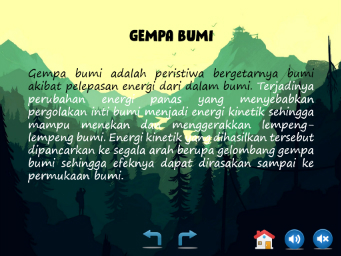 GEMPA BUMI
Gempa bumi adalah peristiwa bergetarnya bumi
akibat pelepasan energi dari dalam bumi. Terjadinya
perubahan energi panas yang menyebabkan
pergolakan inti bumi menjadi energi kinetik sehingga
mampu menekan dan menggerakkan lempeng-
lempeng bumi. Energi kinetik yang dihasilkan tersebut
dipancarkan ke segala arah berupa gelombang gempa
bumi sehingga efeknya dapat dirasakan sampai ke
permukaan bumi.